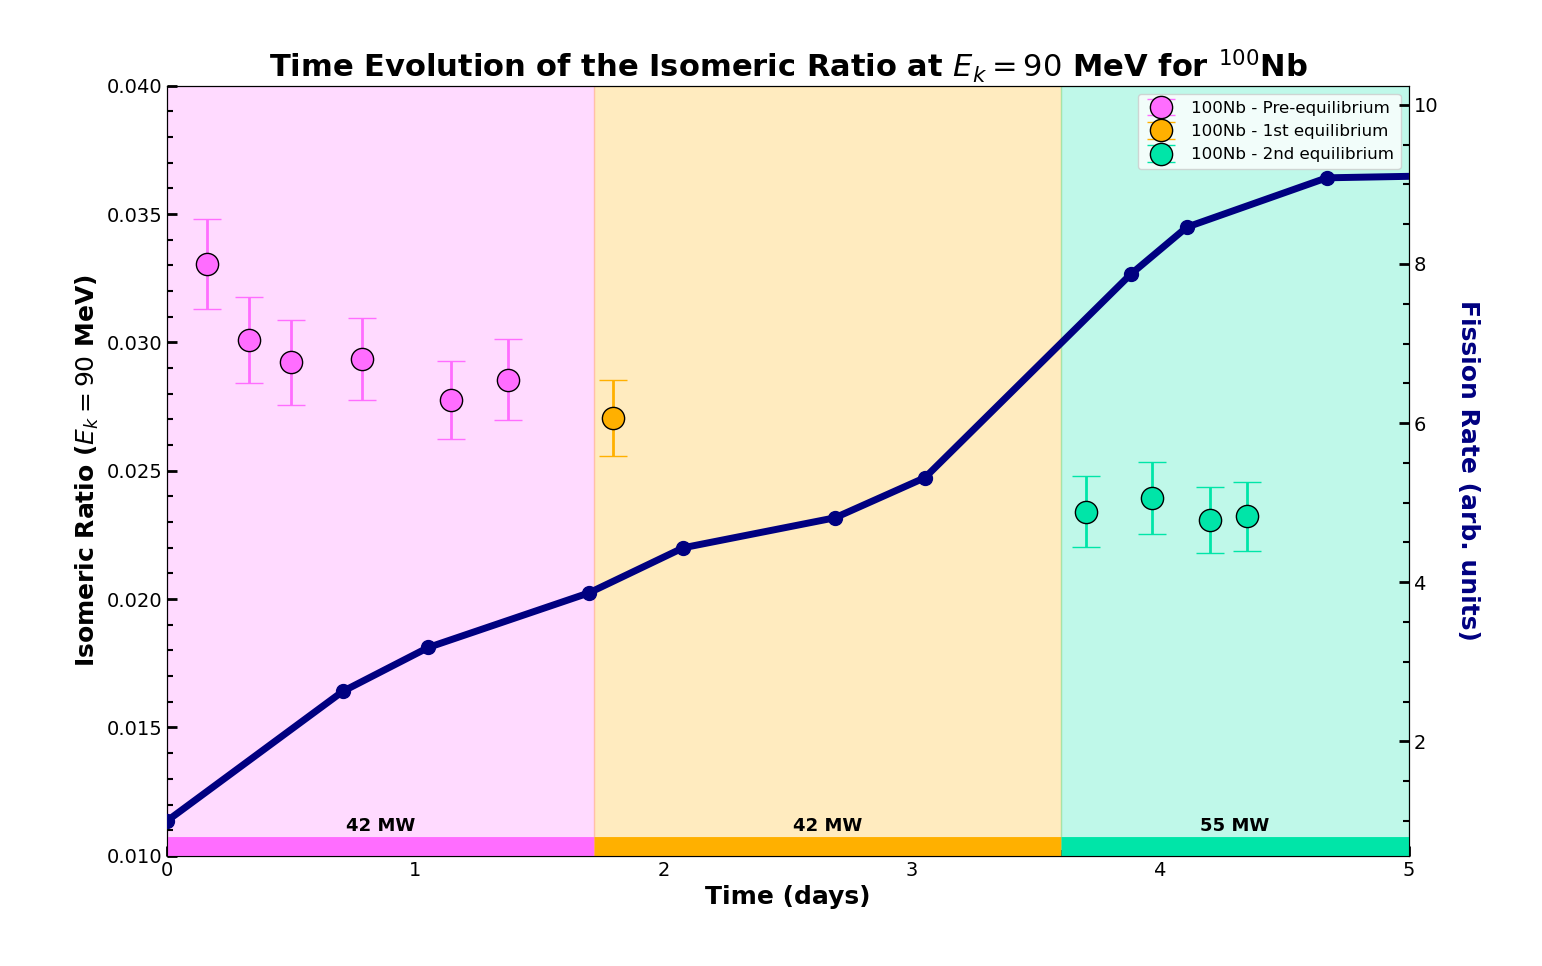 Time Evolution of the Isomeric Ratio at E_k = 90 MeV for ^100Nb
100Nb - Pre-equilibrium
100Nb - 1st equilibrium
100Nb - 2nd equilibrium
Isomeric Ratio (E_k = 90 MeV)
0.040
0.035
0.030
0.025
0.020
0.015
0.010
10
8
6
4
2
Fission Rate (arb. units)
42 MW
42 MW
55 MW
0 1 2 3 4 5
Time (days)